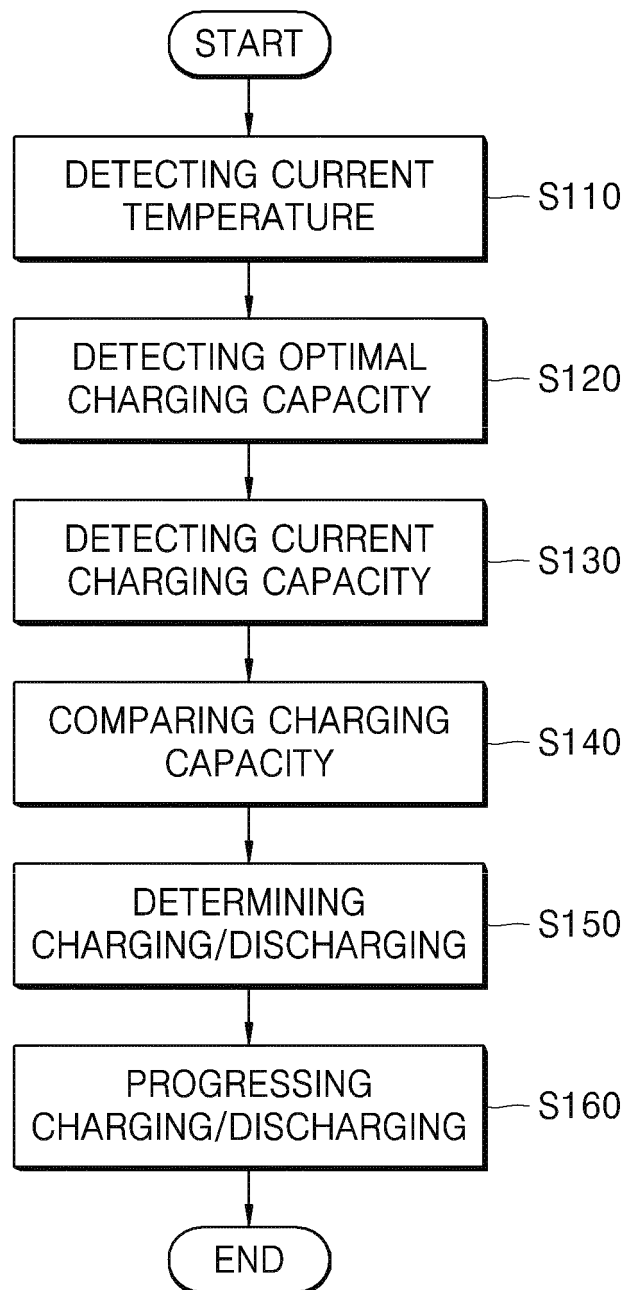 START
DETECTING CURRENT
TEMPERATURE
S110
DETECTING OPTIMAL
CHARGING CAPACITY
S120
DETECTING CURRENT
CHARGING CAPACITY
S130
COMPARING CHARGING
CAPACITY
S140
DETERMINING
CHARGING/DISCHARGING
S150
PROGRESSING
CHARGING/DISCHARGING
S160
END